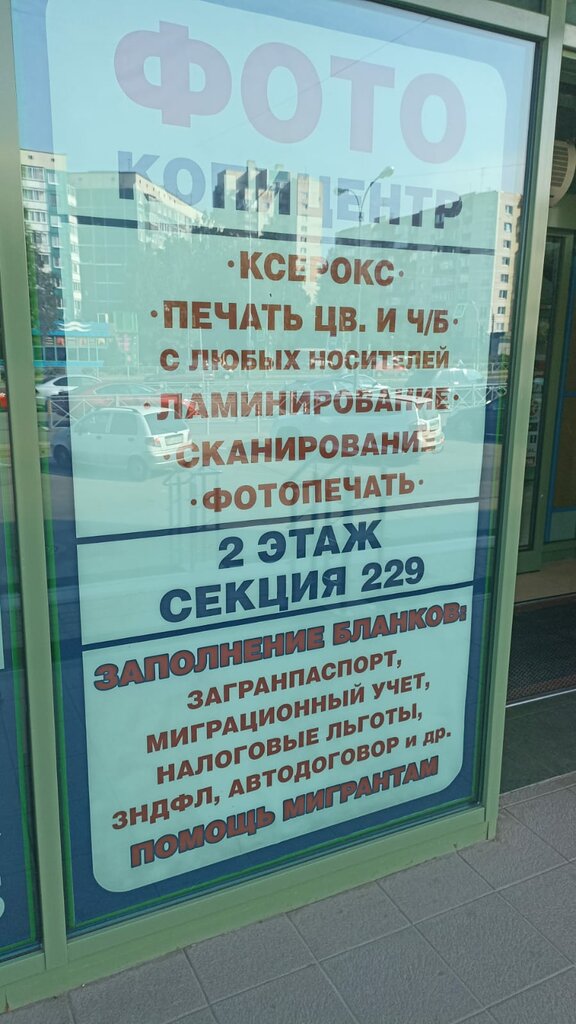 ФОТО
КОПИЦЕНТР
·КСЕРОКС·
·ПЕЧАТЬ ЦВ. И Ч/Б·
С ЛЮБЫХ НОСИТЕЛЕЙ
·ЛАМИНИРОВАНИЕ·
·СКАНИРОВАНИЕ
·ФОТОПЕЧАТЬ·
2 ЭТАЖ
СЕКЦИЯ 229
ЗАПОЛНЕНИЕ БЛАНКОВ:
ЗАГРАНПАСПОРТ,
МИГРАЦИОННЫЙ УЧЕТ,
НАЛОГОВЫЕ ЛЬГОТЫ,
3НДФЛ, АВТОДОГОВОР и др.
ПОМОЩЬ МИГРАНТАМ